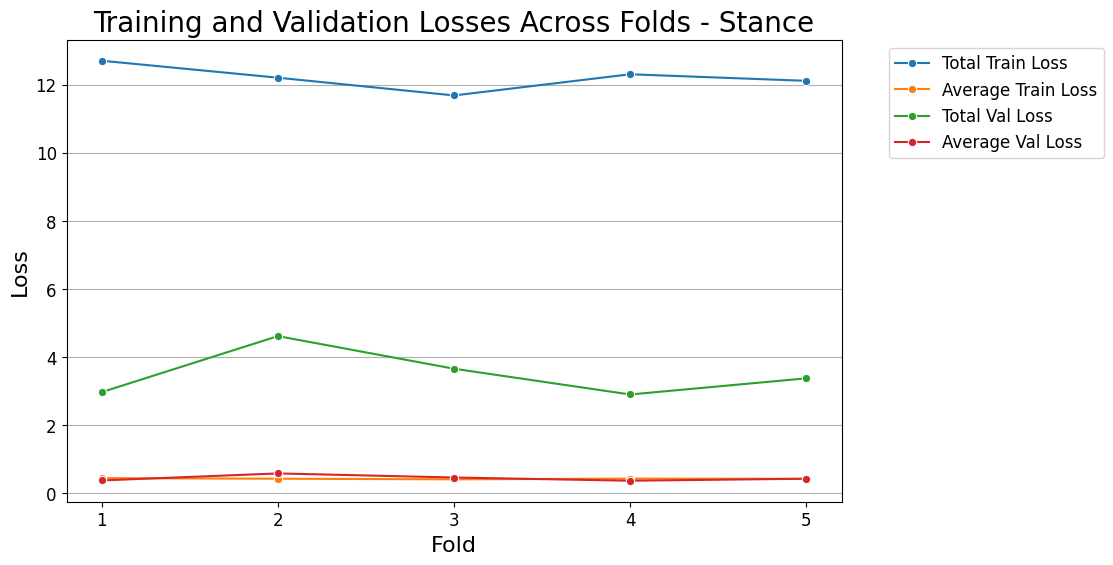 Training and Validation Losses Across Folds - Stance
Total Train Loss
Average Train Loss
Total Val Loss
Average Val Loss
Loss
12
10
8
6
4
2
0
1 2 3 4 5
Fold